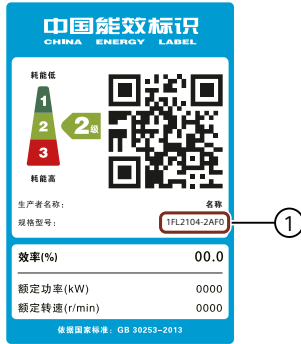 中国能效标识
CHINA ENERGY LABEL
耗能低
1
2
3
2级
耗能高
生产者名称： 名称
规格型号： 1FL2104-2AF0
1
效率(%) 00.0
额定功率(kW) 0000
额定转速(r/min) 0000
依据国家标准：GB 30253-2013